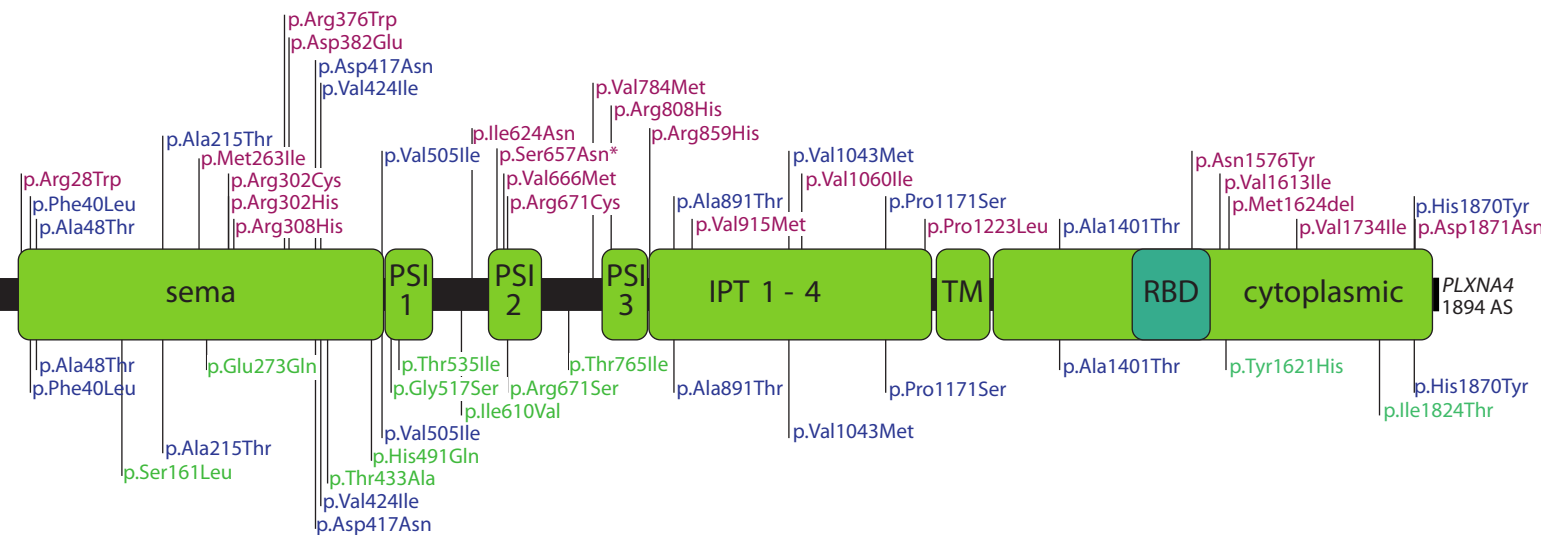 p.Arg376Trp
p.Asp382Glu
p.Asp417Asn
p.Val424Ile
p.Ala215Thr
p.Met263Ile
p.Arg302Cys
p.Arg302His
p.Arg308His
p.Arg28Trp
p.Phe40Leu
p.Ala48Thr
p.Val505Ile
p.Ile624Asn
p.Ser657Asn*
p.Val666Met
p.Arg671Cys
p.Val784Met
p.Arg808His
p.Arg859His
p.Ala891Thr
p.Val915Met
p.Val1043Met
p.Val1060Ile
p.Pro1171Ser
p.Pro1223Leu
p.Ala1401Thr
p.Asn1576Tyr
p.Val1613Ile
p.Met1624del
p.Val1734Ile
p.His1870Tyr
p.Asp1871Asn
sema
PSI
1
PSI
2
PSI
3
IPT 1 - 4
TM
RBD
cytoplasmic
PLXNA4
1894 AS
p.Ala48Thr
p.Phe40Leu
p.Ser161Leu
p.Ala215Thr
p.Glu273Gln
p.Thr535Ile
p.Gly517Ser
p.Arg671Ser
p.Ile610Val
p.Val505Ile
p.His491Gln
p.Thr433Ala
p.Val424Ile
p.Asp417Asn
p.Thr765Ile
p.Ala891Thr
p.Val1043Met
p.Pro1171Ser
p.Ala1401Thr
p.Tyr1621His
p.His1870Tyr
p.Ile1824Thr